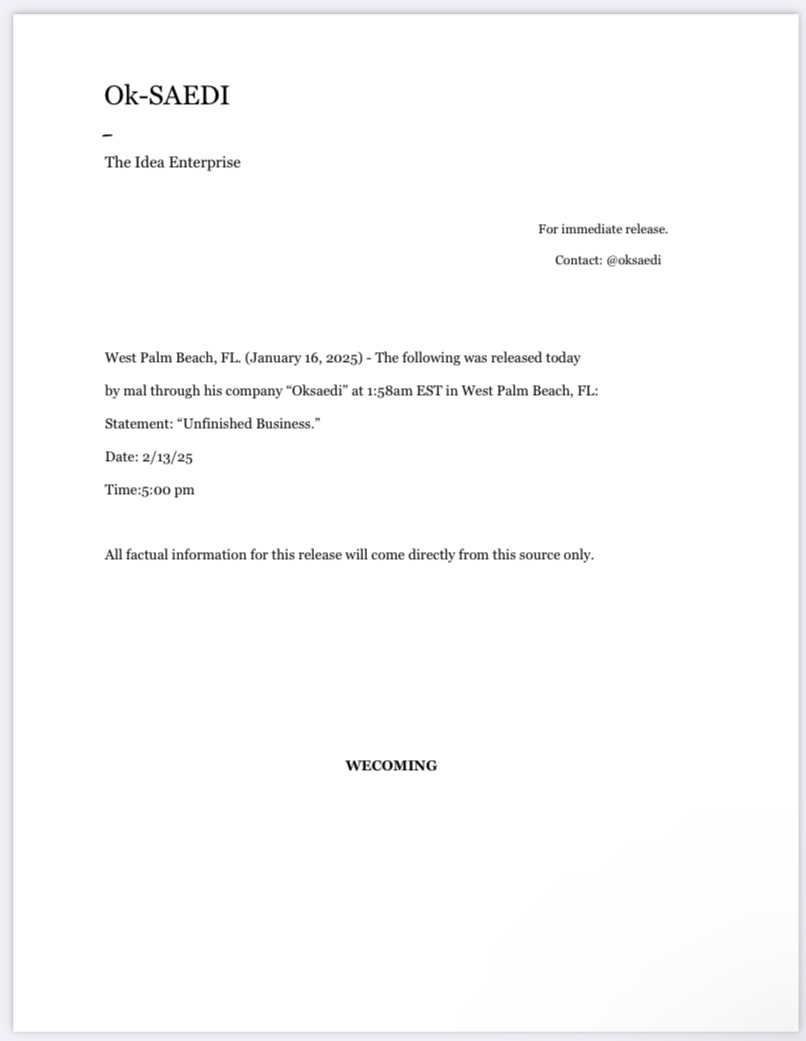 Ok-SAEDI
–
The Idea Enterprise
For immediate release.
Contact: @oksaedi
West Palm Beach, FL. (January 16, 2025) - The following was released today
by mal through his company “Oksaedi” at 1:58am EST in West Palm Beach, FL:
Statement: “Unfinished Business.”
Date: 2/13/25
Time:5:00 pm
All factual information for this release will come directly from this source only.
WECOMING